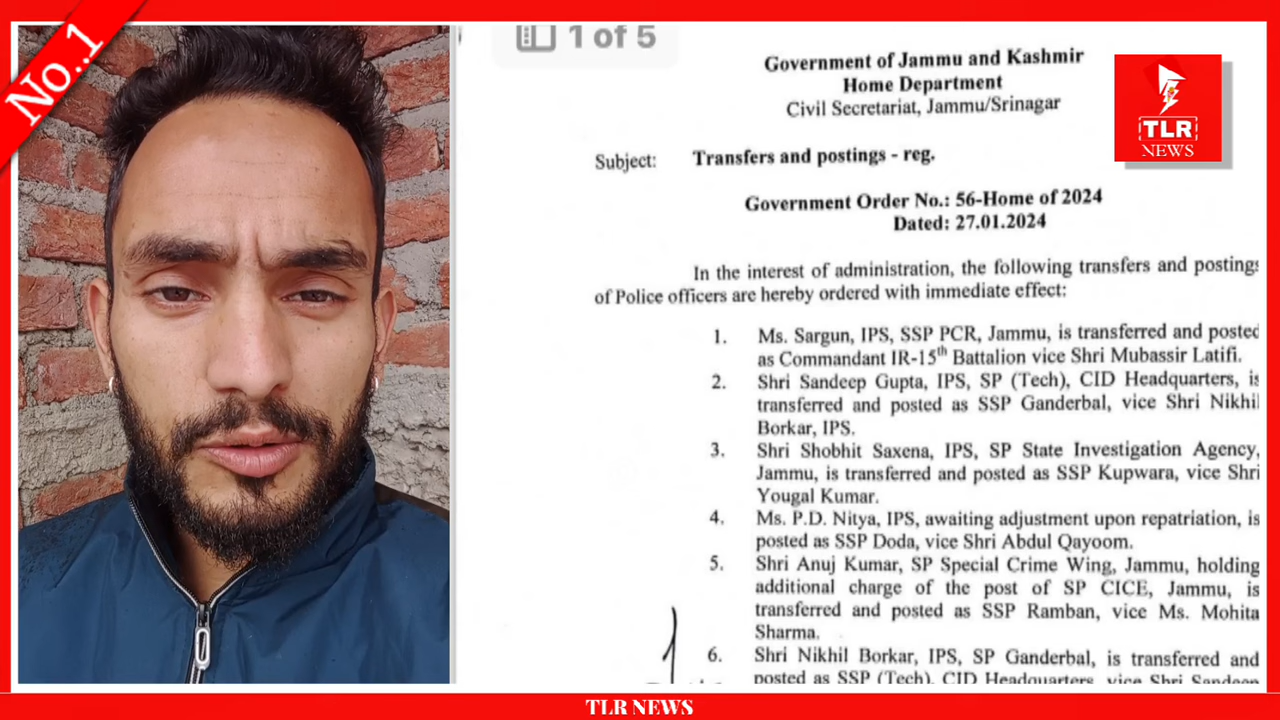 No..1
1 of 5
Government of Jammu and Kashmir
Home Department
Civil Secretariat, Jammu/Srinagar
TLR
NEWS
Subject: Transfers and postings - reg.
Government Order No.: 56-Home of 2024
Dated: 27.01.2024
In the interest of administration, the following transfers and postings
of Police officers are hereby ordered with immediate effect:
1. Ms. Sargun, IPS, SSP PCR, Jammu, is transferred and posted
as Commandant IR-15th Battalion vice Shri Mubassir Latifi.
2. Shri Sandeep Gupta, IPS, SP (Tech), CID Headquarters, is
transferred and posted as SSP Ganderbal, vice Shri Nikhil
Borkar, IPS.
3. Shri Shobhit Saxena, IPS, SP State Investigation Agency,
Jammu, is transferred and posted as SSP Kupwara, vice Shri
Yougal Kumar.
4. Ms. P.D. Nitya, IPS, awaiting adjustment upon repatriation, is
posted as SSP Doda, vice Shri Abdul Qayoom.
5. Shri Anuj Kumar, SP Special Crime Wing, Jammu, holding
additional charge of the post of SP CICE, Jammu, is
transferred and posted as SSP Ramban, vice Ms. Mohita
Sharma.
6. Shri Nikhil Borkar, IPS, SP Ganderbal, is transferred and
posted as SSP (Tech), CID Headquarters, vice Shri Sandeep
TLR NEWS